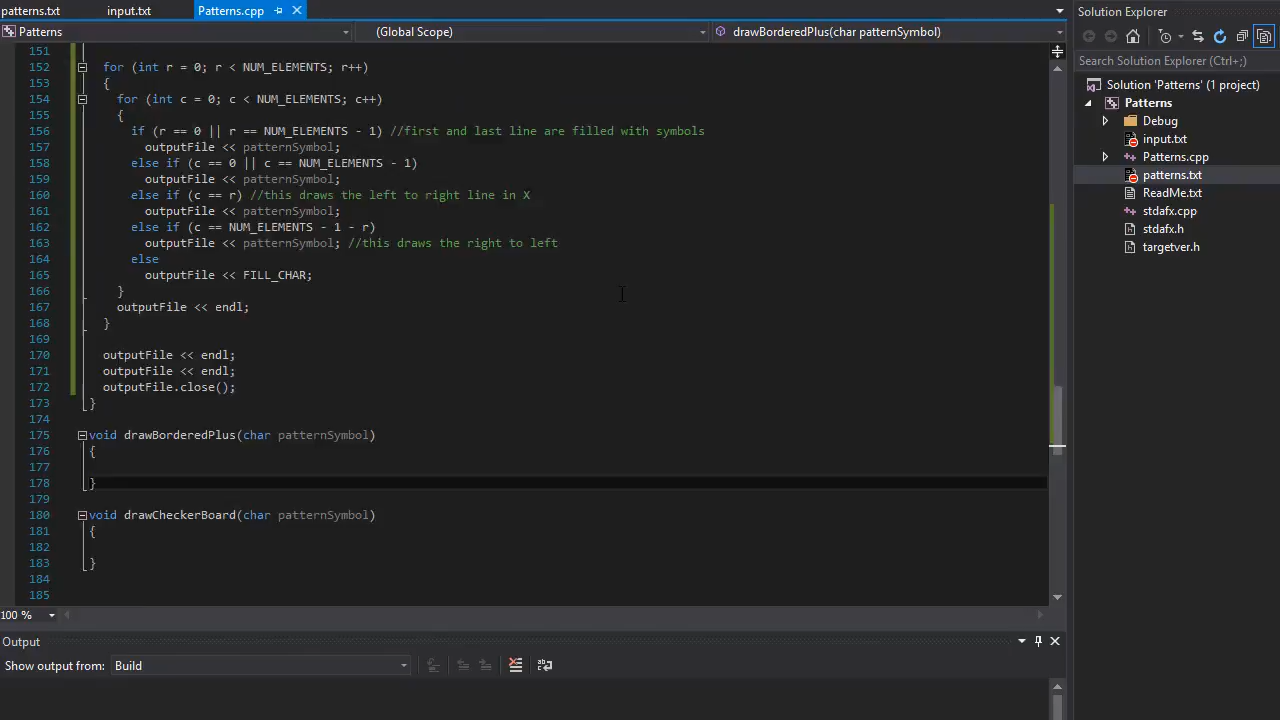 patterns.txt input.txt Patterns.cpp
Patterns (Global Scope) drawBorderedPlus(char patternSymbol)
151
152 for (int r = 0; r < NUM_ELEMENTS; r++)
153 {
154 for (int c = 0; c < NUM_ELEMENTS; c++)
155 {
156 if (r == 0 || r == NUM_ELEMENTS - 1) //first and last line are filled with symbols
157 outputFile << patternSymbol;
158 else if (c == 0 || c == NUM_ELEMENTS - 1)
159 outputFile << patternSymbol;
160 else if (c == r) //this draws the left to right line in X
161 outputFile << patternSymbol;
162 else if (c == NUM_ELEMENTS - 1 - r)
163 outputFile << patternSymbol; //this draws the right to left
164 else
165 outputFile << FILL_CHAR;
166 }
167 outputFile << endl;
168 }
169
170 outputFile << endl;
171 outputFile << endl;
172 outputFile.close();
173 }
174
175 void drawBorderedPlus(char patternSymbol)
176 {
177
178 }
179
180 void drawCheckerBoard(char patternSymbol)
181 {
182
183 }
184
185
100 %
Output
Show output from: Build
Solution Explorer
Search Solution Explorer (Ctrl+;)
Solution 'Patterns' (1 project)
Patterns
Debug
input.txt
Patterns.cpp
patterns.txt
ReadMe.txt
stdafx.cpp
stdafx.h
targetver.h